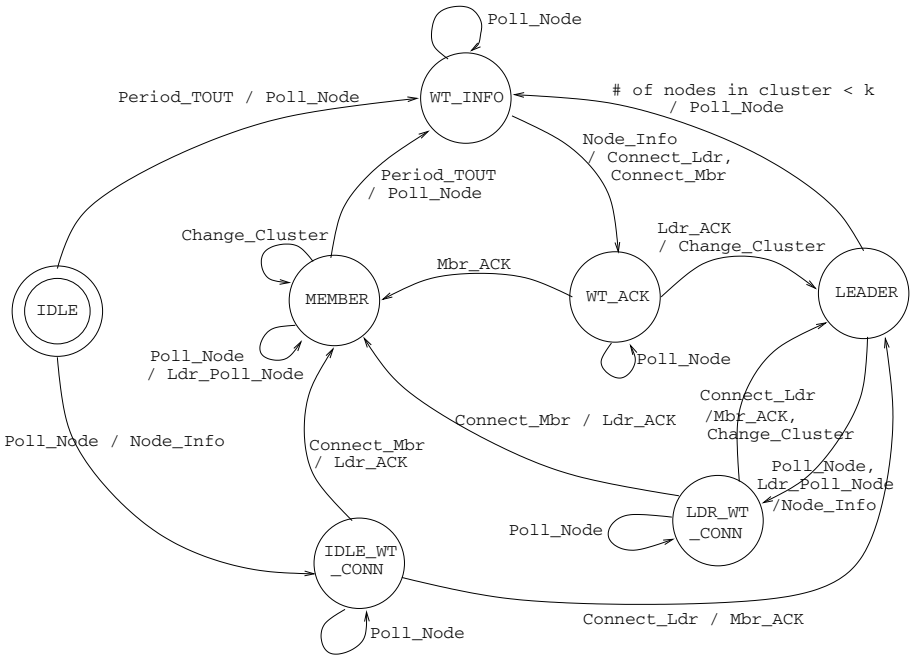 Poll_Node
Period_TOUT / Poll_Node
WT_INFO
# of nodes in cluster < k
/ Poll_Node
Node_Info
/ Connect_Ldr,
Connect_Mbr
Period_TOUT
/ Poll_Node
Change_Cluster
Ldr_ACK
/ Change_Cluster
Mbr_ACK
IDLE
MEMBER
WT_ACK
LEADER
Poll_Node
/ Ldr_Poll_Node
Poll_Node
Connect_Ldr
/Mbr_ACK,
Change_Cluster
Connect_Mbr / Ldr_ACK
Poll_Node / Node_Info
Connect_Mbr
/ Ldr_ACK
Poll_Node,
Ldr_Poll_Node
/Node_Info
LDR_WT
_CONN
Poll_Node
IDLE_WT
_CONN
Connect_Ldr / Mbr_ACK
Poll_Node